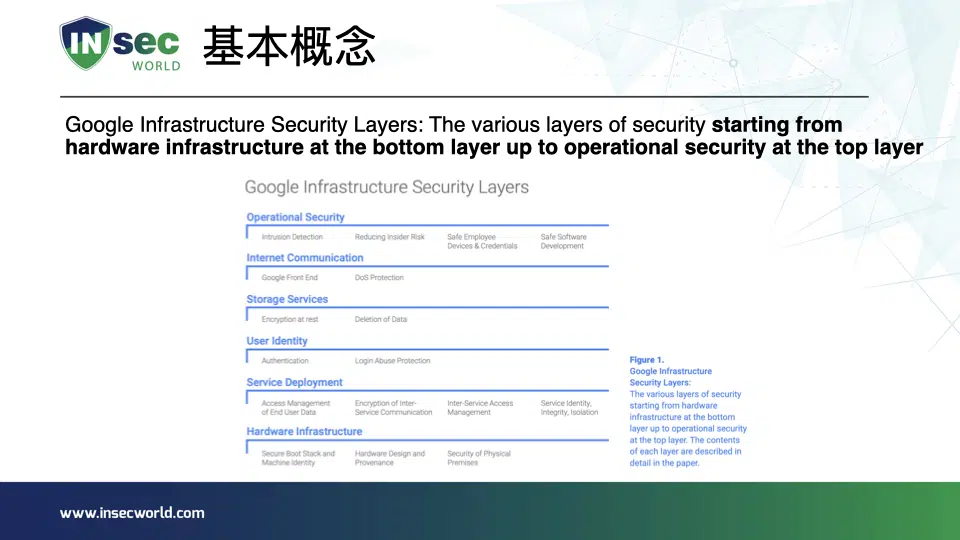 INsec
WORLD
基本概念
Google Infrastructure Security Layers: The various layers of security starting from
hardware infrastructure at the bottom layer up to operational security at the top layer
Google Infrastructure Security Layers
Operational Security
Intrusion Detection
Reducing Insider Risk
Safe Employee
Devices & Credentials
Safe Software
Development
Internet Communication
Google Front End
DoS Protection
Storage Services
Encryption at rest
Deletion of Data
User Identity
Authentication
Login Abuse Protection
Service Deployment
Access Management
of End User Data
Encryption of Inter-
Service Communication
Inter-Service Access
Management
Service Identity,
Integrity, Isolation
Hardware Infrastructure
Secure Boot Stack and
Machine Identity
Hardware Design and
Provenance
Security of Physical
Premises
Figure 1.
Google Infrastructure
Security Layers:
The various layers of security
starting from hardware
infrastructure at the bottom
layer up to operational security
at the top layer. The contents
of each layer are described in
detail in the paper.
www.insecworld.com